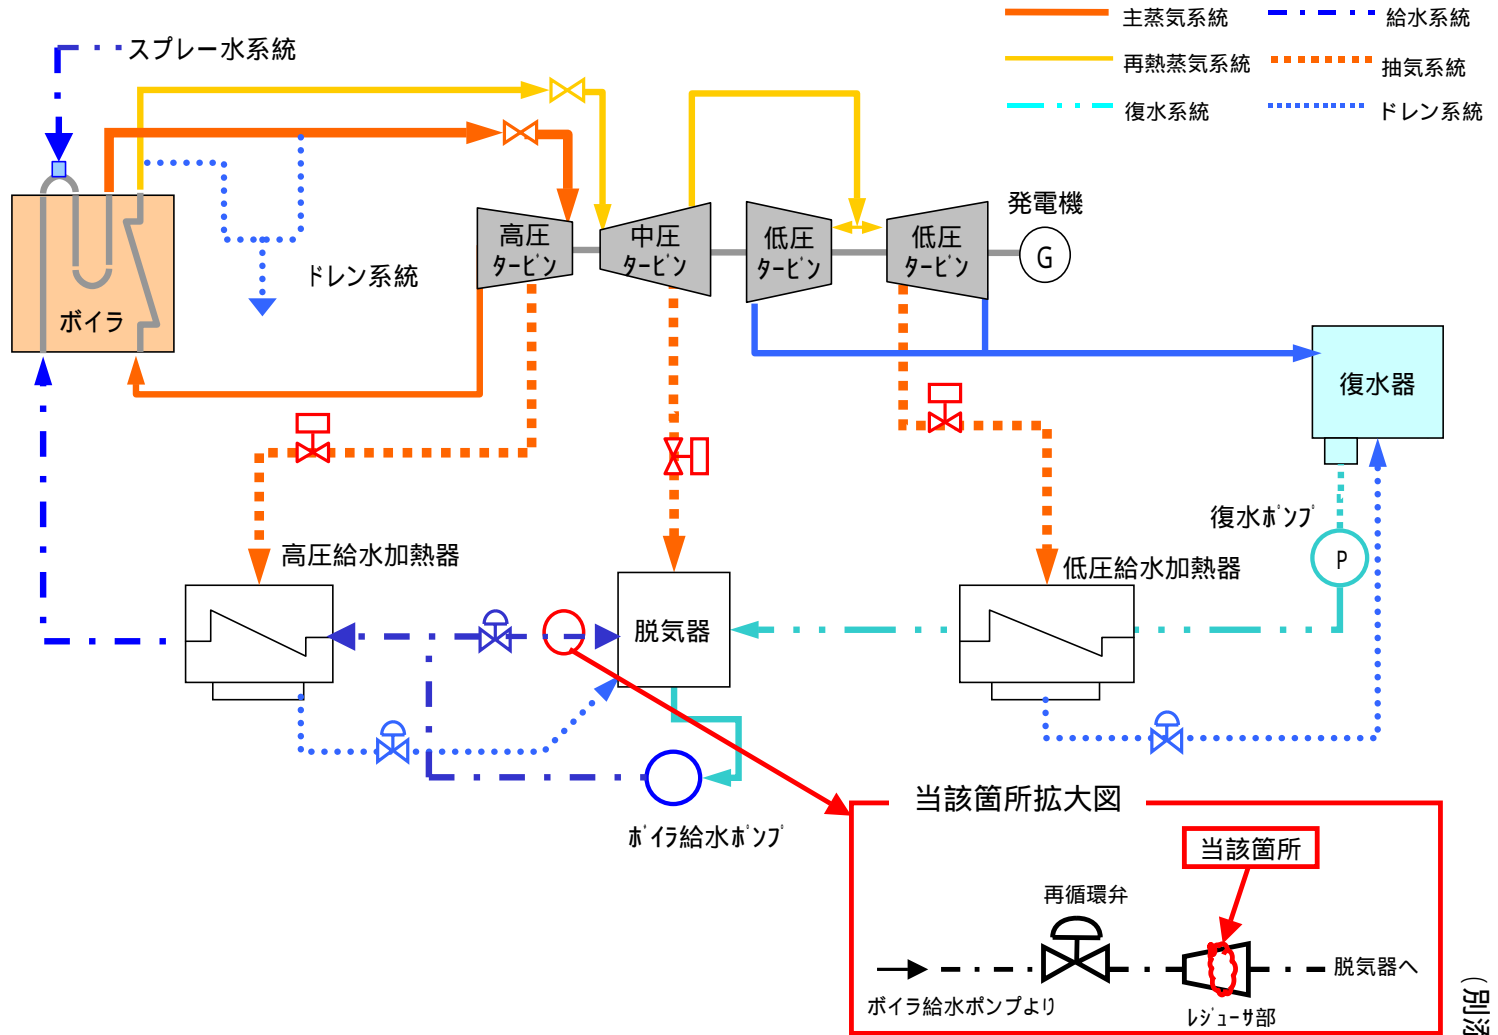 主蒸気系統
給水系統
再熱蒸気系統
抽気系統
復水系統
ドレン系統
スプレー水系統
発電機
G
高圧
ﾀｰﾋﾞﾝ
中圧
ﾀｰﾋﾞﾝ
低圧
ﾀｰﾋﾞﾝ
低圧
ﾀｰﾋﾞﾝ
ドレン系統
ボイラ
復水器
復水ﾎﾟﾝﾌﾟ
P
高圧給水加熱器
脱気器
低圧給水加熱器
ﾎﾞｲﾗ給水ﾎﾟﾝﾌﾟ
当該箇所拡大図
当該箇所
再循環弁
脱気器へ
ボイラ給水ポンプより
ﾚｼﾞｭｰｻ部
（別